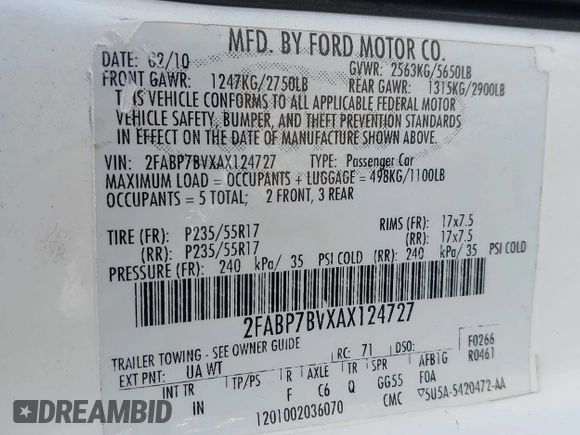 MFD. BY FORD MOTOR CO.
DATE: 02/10 GVWR: 2563KG/5650LB
FRONT GAWR: 1247KG/2750LB REAR GAWR: 1315KG/2900LB
THIS VEHICLE CONFORMS TO ALL APPLICABLE FEDERAL MOTOR
VEHICLE SAFETY, BUMPER, AND THEFT PREVENTION STANDARDS
IN EFFECT ON THE DATE OF MANUFACTURE SHOWN ABOVE.
VIN: 2FABP7BVXAX124727 TYPE: Passenger Car
MAXIMUM LOAD = OCCUPANTS + LUGGAGE = 498KG/1100LB
OCCUPANTS = 5 TOTAL; 2 FRONT, 3 REAR
TIRE (FR): P235/55R17 RIMS (FR): 17x7.5
(RR): P235/55R17 (RR): 17x7.5
PRESSURE (FR): 240 kPa/ 35 PSI COLD (RR): 240 kPa/ 35 PSI COLD
2FABP7BVXAX124727
TRAILER TOWING - SEE OWNER GUIDE
EXT PNT: UA WT RC: 71 DSO: F0266
INT TR TP/PS R AXLE TR SPR AFB1G R0461
IN F C6 Q GG55 FOA
1201002036070 CMC ▽5U5A-5420472-AA
DREAMBID